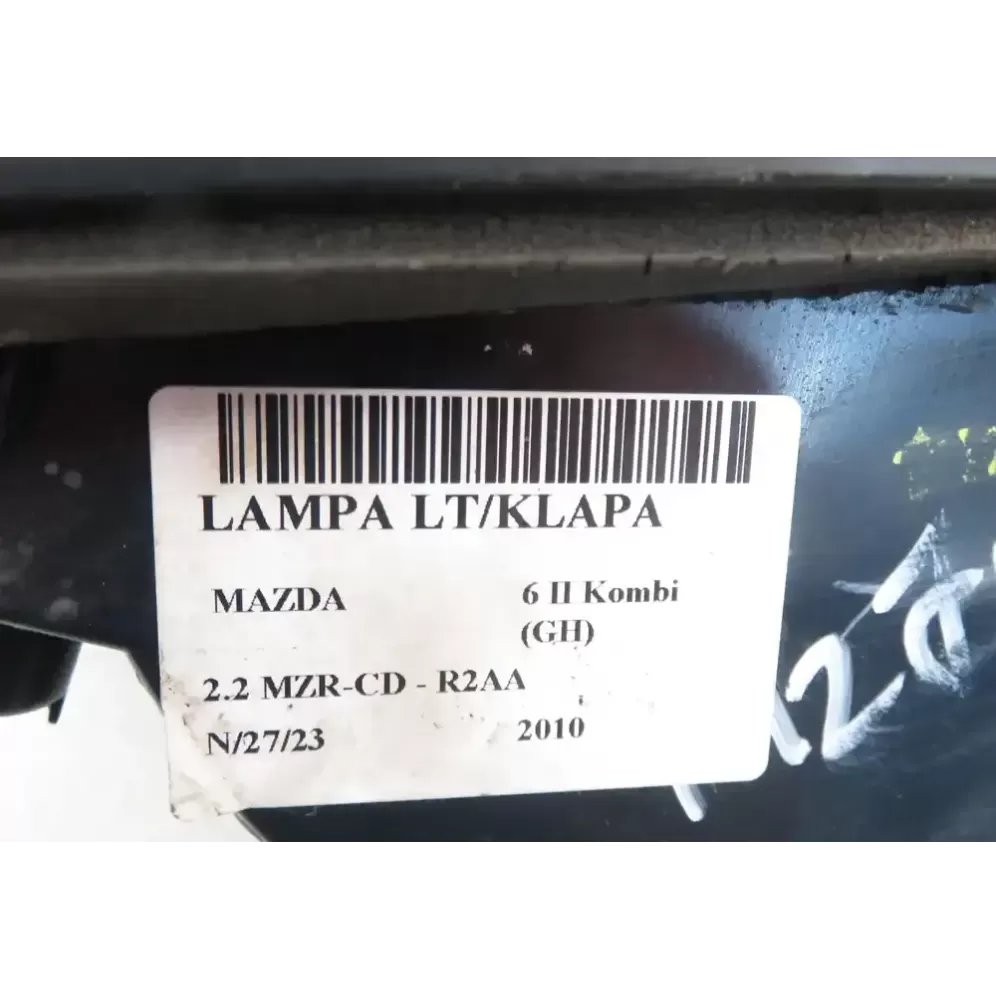 LAMPA LT/KLAPA
MAZDA 6 II Kombi
(GH)
2.2 MZR-CD - R2AA
N/27/23 2010